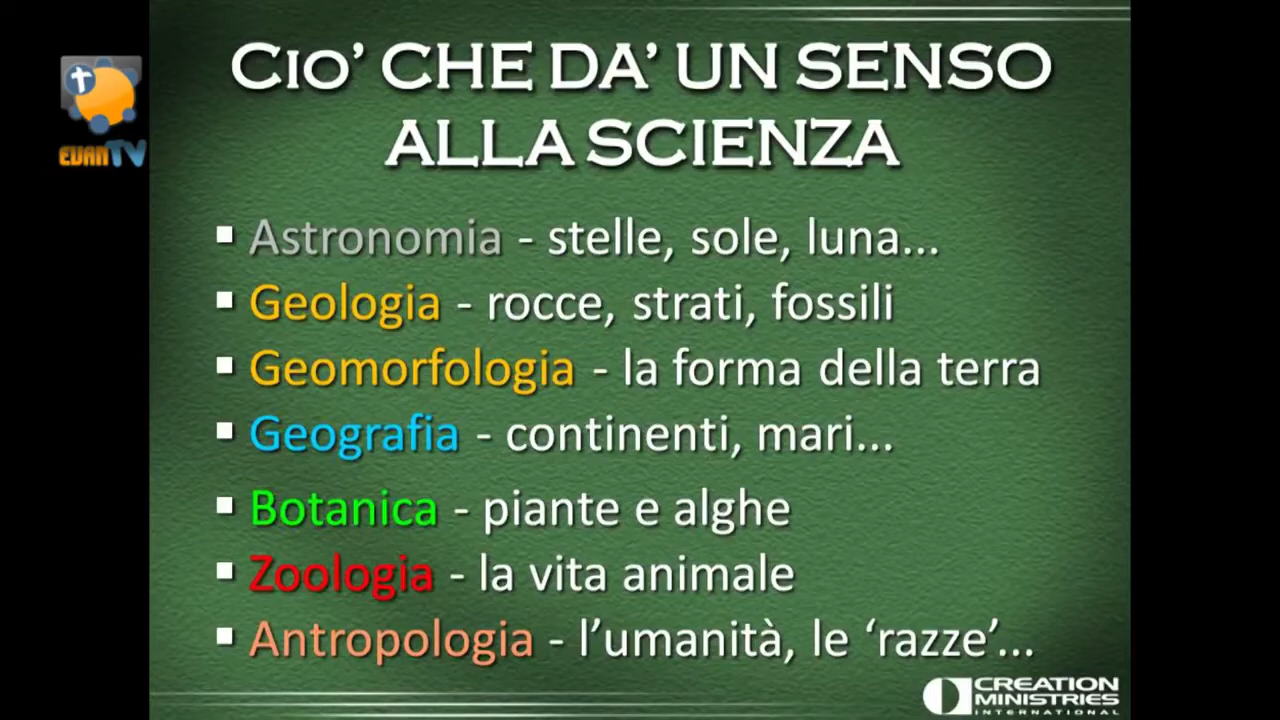 CIO' CHE DA' UN SENSO
ALLA SCIENZA
EVANTV
▪ Astronomia - stelle, sole, luna...
▪ Geologia - rocce, strati, fossili
▪ Geomorfologia - la forma della terra
▪ Geografia - continenti, mari...
▪ Botanica - piante e alghe
▪ Zoologia - la vita animale
▪ Antropologia - l'umanità, le ‘razze’...
CREATION
MINISTRIES
INTERNATIONAL